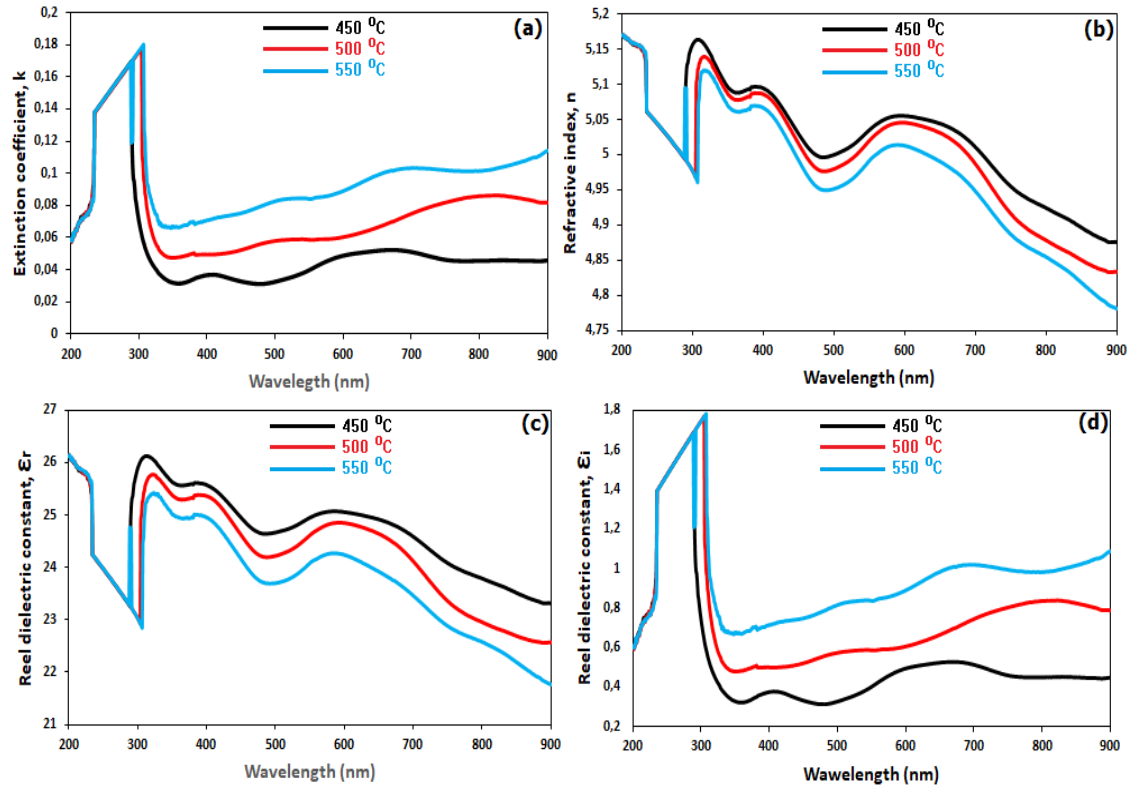 (a)
450 ⁰C
500 ⁰C
550 ⁰C
Extinction coefficient, k
0,2
0,18
0,16
0,14
0,12
0,1
0,08
0,06
0,04
0,02
0
200 300 400 500 600 700 800 900
Wavelegth (nm)
(b)
450 ⁰C
500 ⁰C
550 ⁰C
Refractive index, n
5,2
5,15
5,1
5,05
5
4,95
4,9
4,85
4,8
4,75
200 300 400 500 600 700 800 900
Wavelength (nm)
(c)
450 ⁰C
500 ⁰C
550 ⁰C
Reel dielectric constant, Ɛr
27
26
25
24
23
22
21
200 300 400 500 600 700 800 900
Wavelength (nm)
(d)
450 ⁰C
500 ⁰C
550 ⁰C
Reel dielectric constant, Ɛi
1,8
1,6
1,4
1,2
1
0,8
0,6
0,4
0,2
200 300 400 500 600 700 800 900
Wawelength (nm)